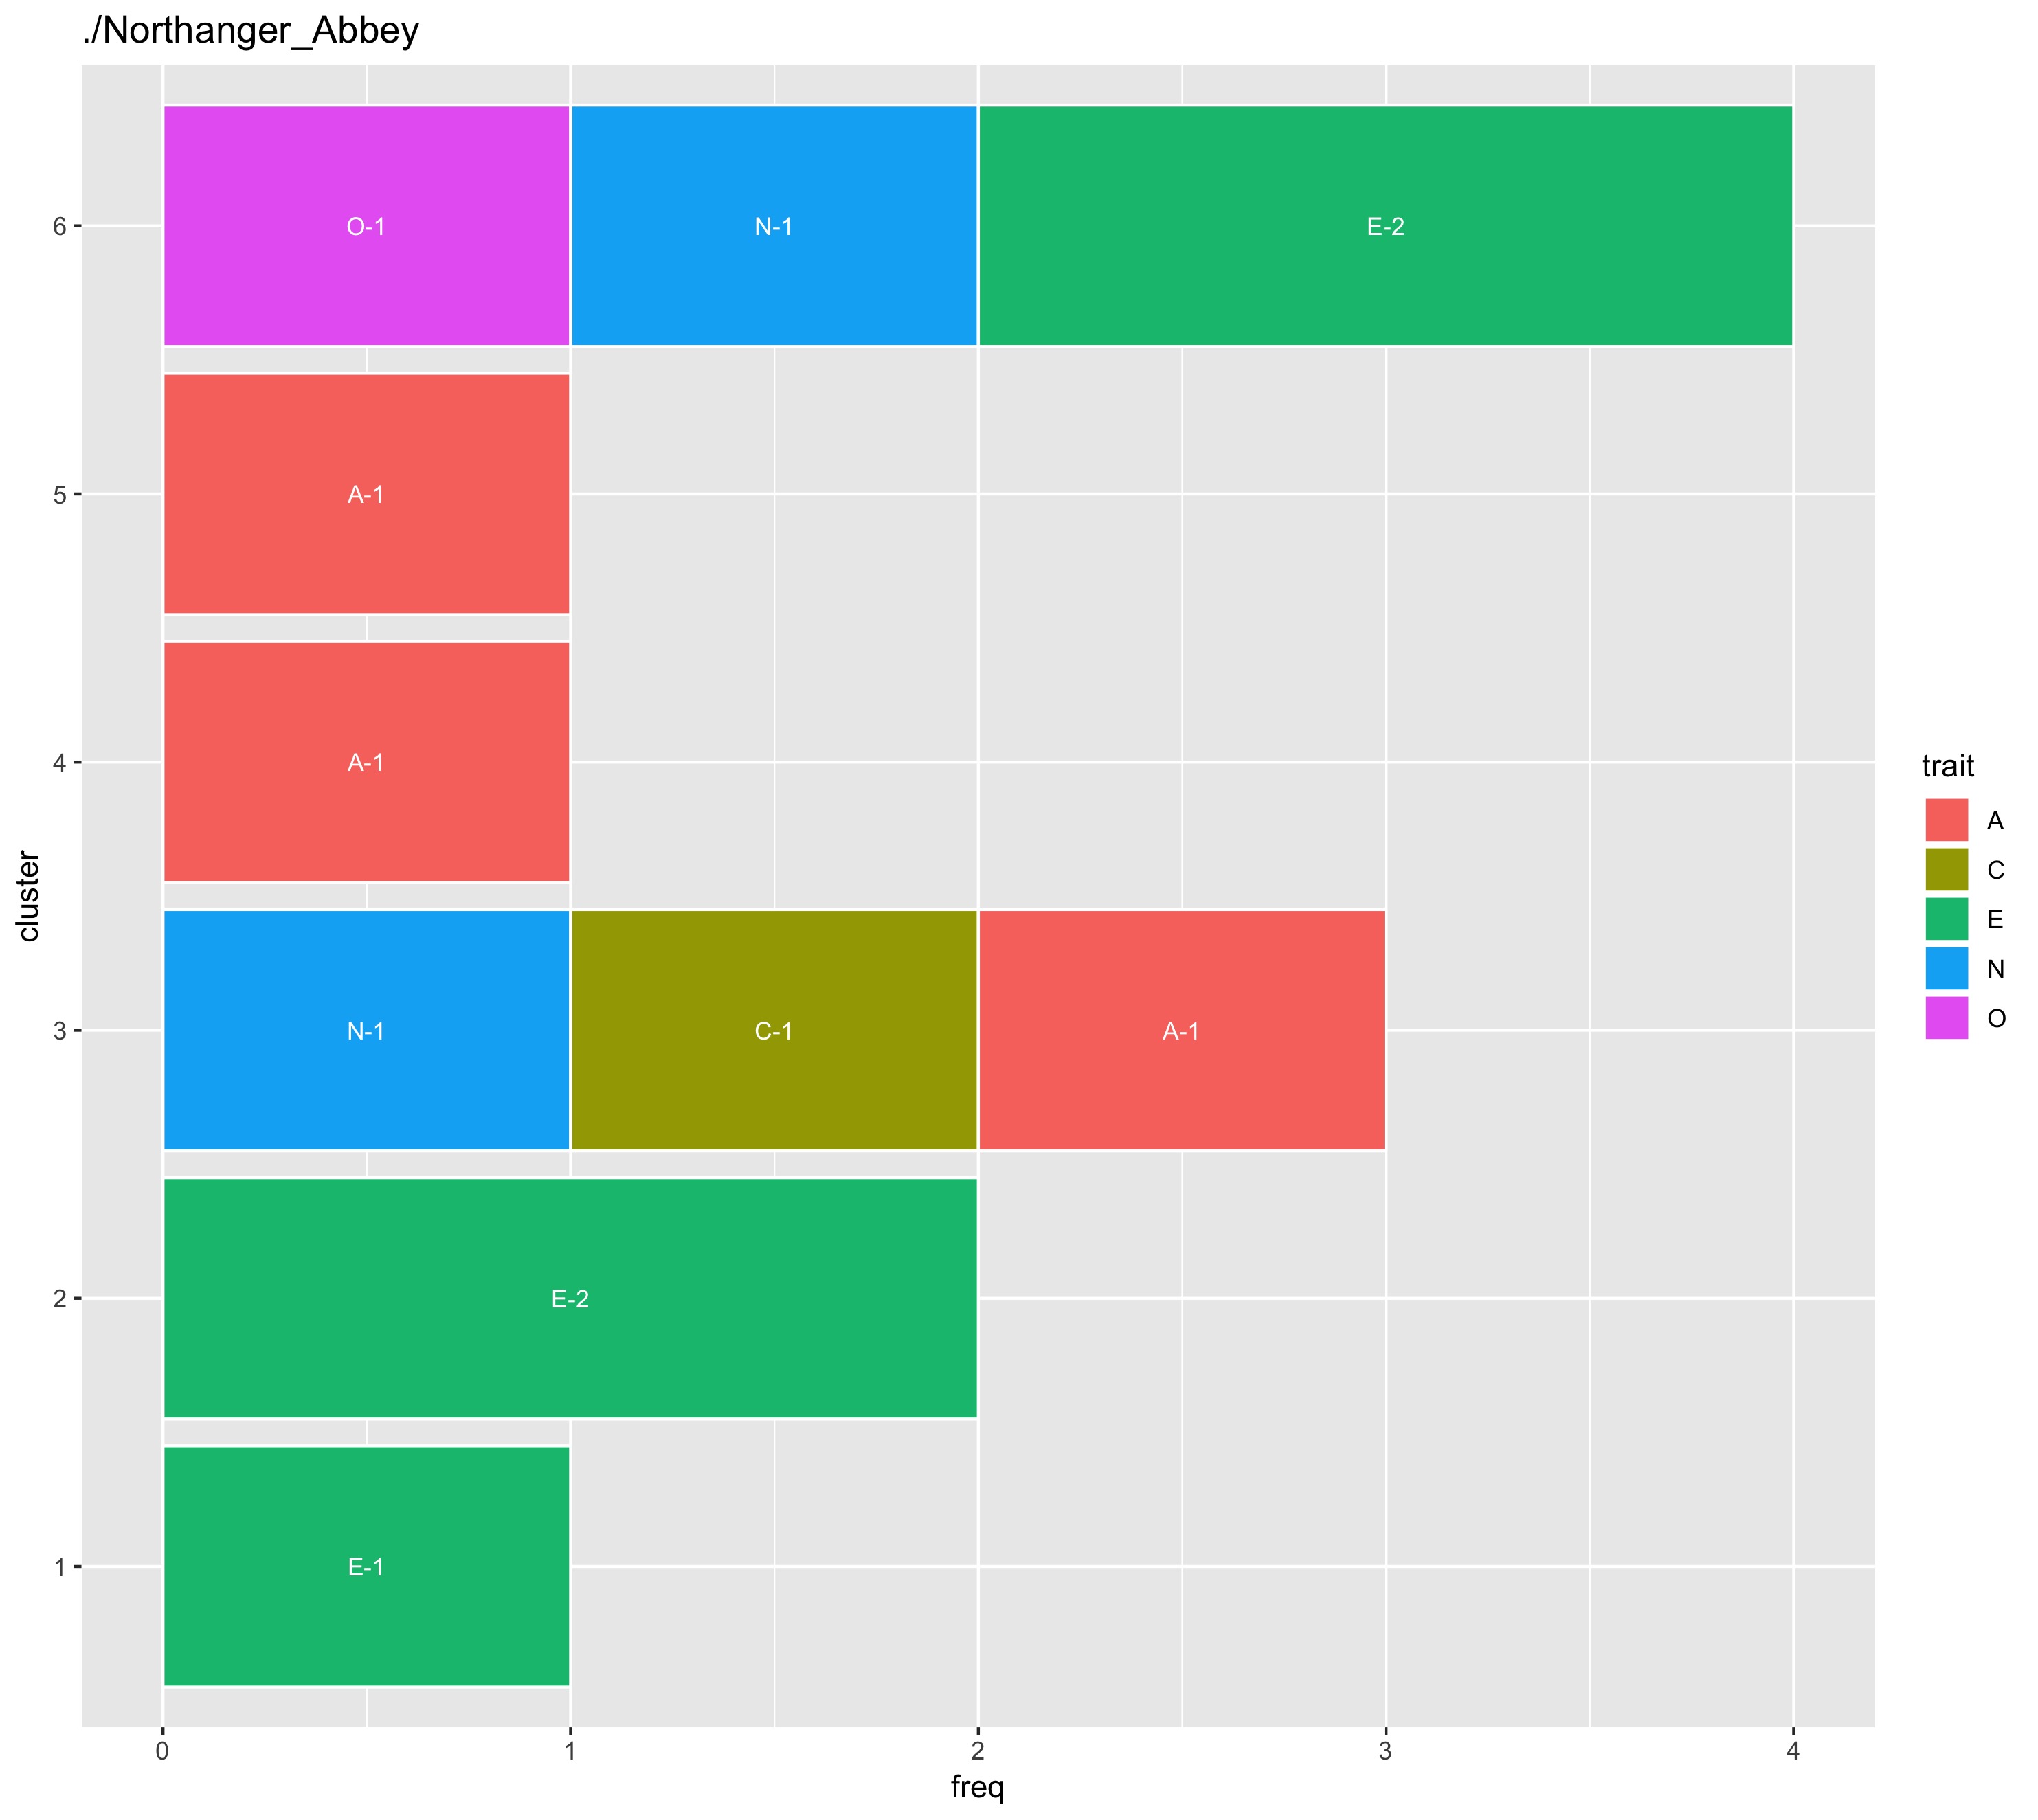 ./Northanger_Abbey
6
O-1 N-1 E-2
5
A-1
4
A-1
cluster
3
N-1 C-1 A-1
2
E-2
1
E-1
0 1 2 3 4
freq
trait
A
C
E
N
O